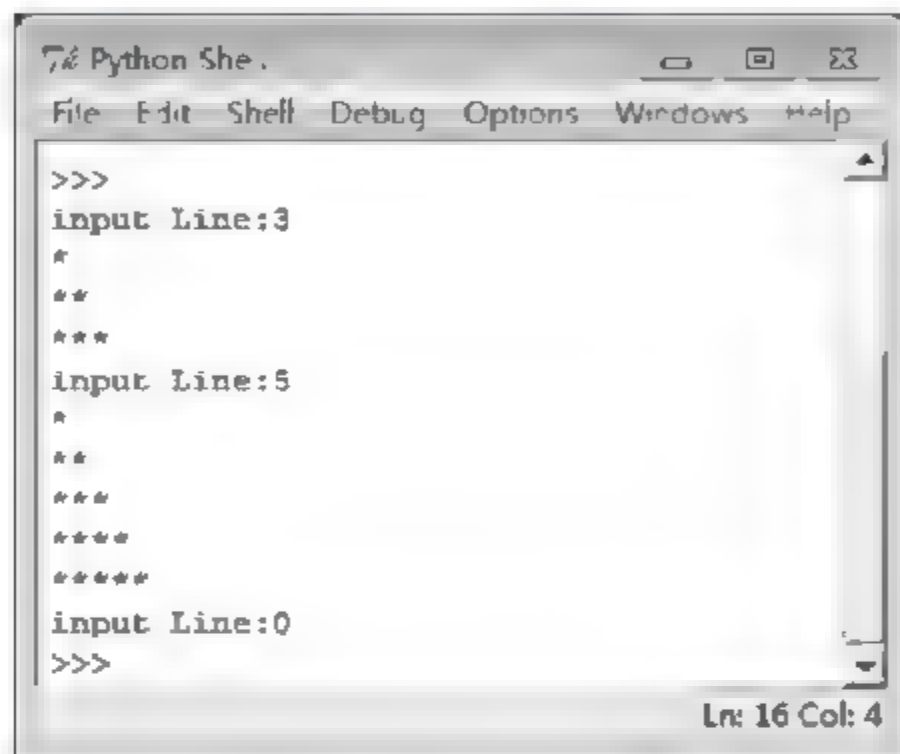 Python She.
File Edit Shell Debug Options Windows Help
>>>
input Line:3
*
**
***
input Line:5
*
**
***
****
*****
input Line:0
>>>
Ln: 16 Col: 4